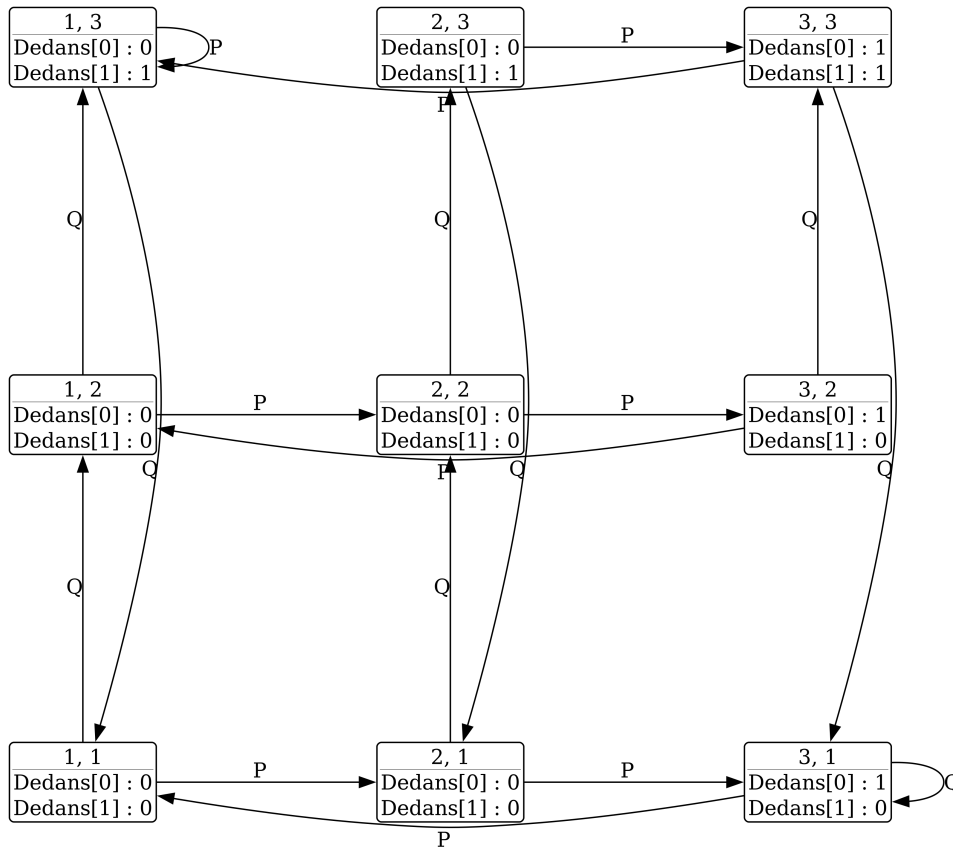 1, 3
Dedans[0] : 0
Dedans[1] : 1
P
2, 3
Dedans[0] : 0
Dedans[1] : 1
P
3, 3
Dedans[0] : 1
Dedans[1] : 1
P
Q
Q
Q
1, 2
Dedans[0] : 0
Dedans[1] : 0
P
2, 2
Dedans[0] : 0
Dedans[1] : 0
P
3, 2
Dedans[0] : 1
Dedans[1] : 0
Q
P
Q
Q
Q
Q
1, 1
Dedans[0] : 0
Dedans[1] : 0
P
2, 1
Dedans[0] : 0
Dedans[1] : 0
P
3, 1
Dedans[0] : 1
Dedans[1] : 0
Q
P